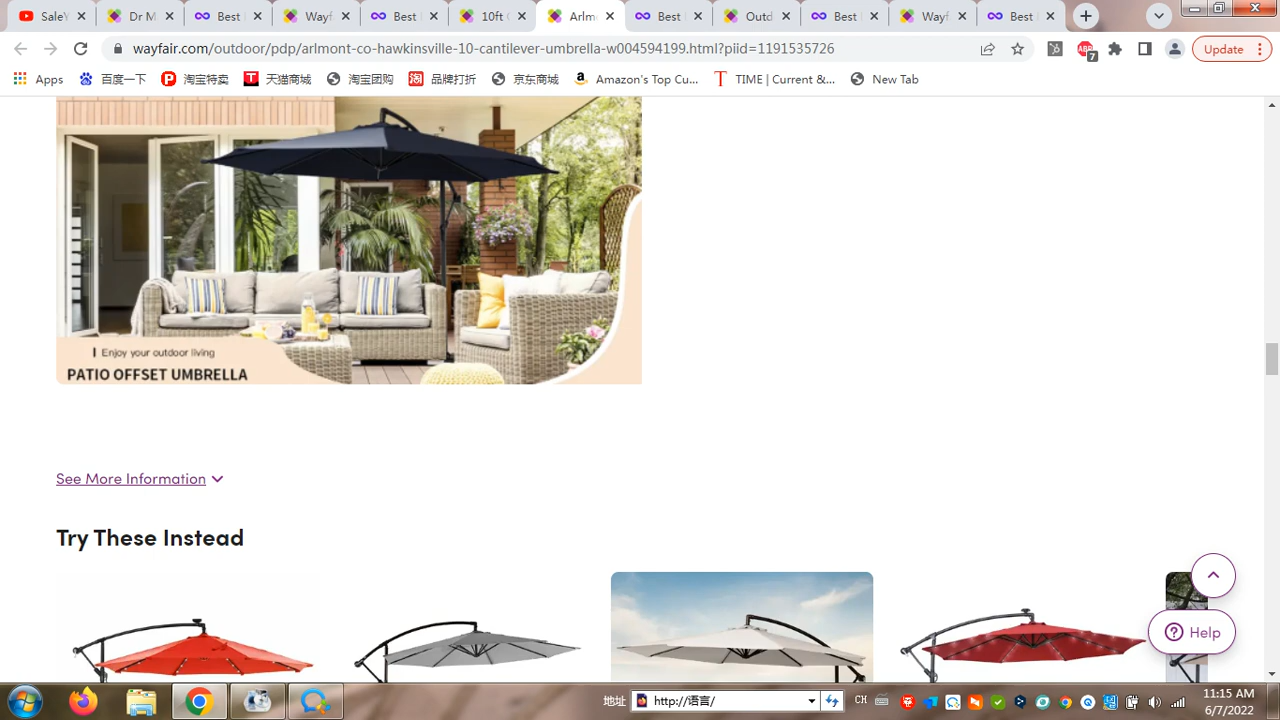 SaleY
Dr M
Best
Wayf
Best
10ft
Arlm
Best
Outd
Best
Wayf
Best
wayfair.com/outdoor/pdp/arlmont-co-hawkinsville-10-cantilever-umbrella-w004594199.html?piid=1191535726
ABP
7
Update
Apps
百度一下
淘宝特卖
天猫商城
淘宝团购
品牌打折
京东商城
Amazon's Top Cu...
TIME | Current &...
New Tab
Enjoy your outdoor living
PATIO OFFSET UMBRELLA
See More Information
Try These Instead
Help
地址
http://语言/
CH
11:15 AM
6/7/2022